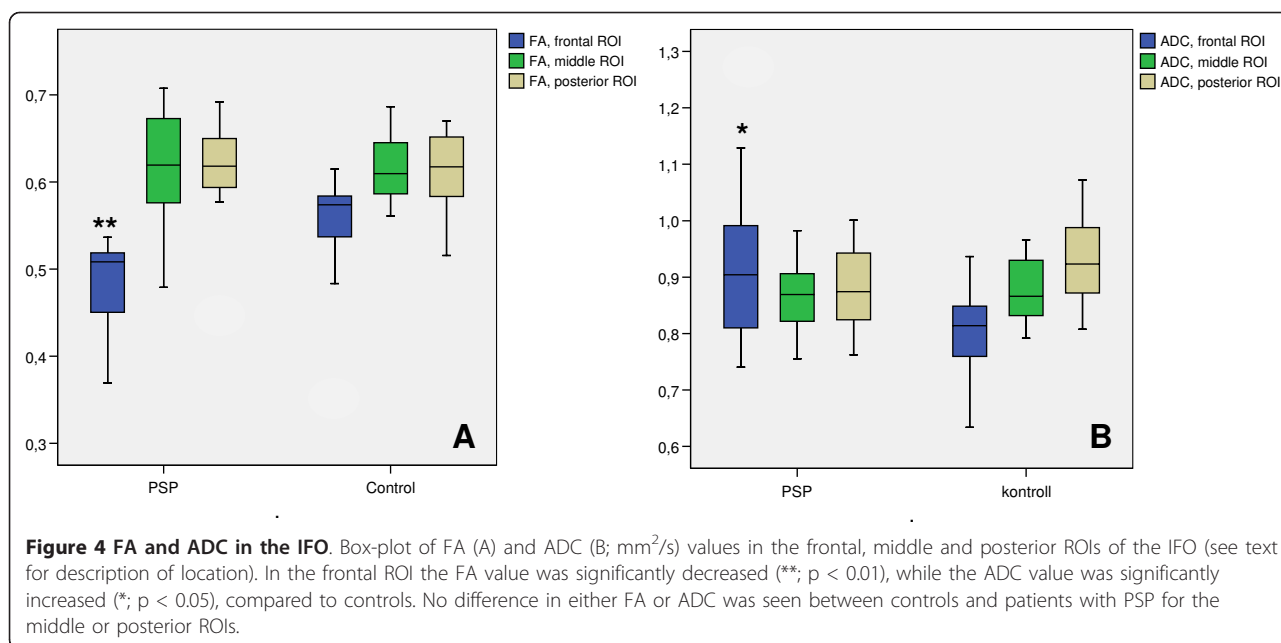 FA, frontal ROI
FA, middle ROI
FA, posterior ROI
0,7
0,6
0,5
0,4
0,3
**
A
PSP
Control
.
ADC, frontal ROI
ADC, middle ROI
ADC, posterior ROI
1,3
1,2
1,1
1,0
0,9
0,8
0,7
0,6
*
B
PSP
kontroll
.
Figure 4 FA and ADC in the IFO. Box-plot of FA (A) and ADC (B; mm²/s) values in the frontal, middle and posterior ROIs of the IFO (see text
for description of location). In the frontal ROI the FA value was significantly decreased (**; p < 0.01), while the ADC value was significantly
increased (*; p < 0.05), compared to controls. No difference in either FA or ADC was seen between controls and patients with PSP for the
middle or posterior ROIs.